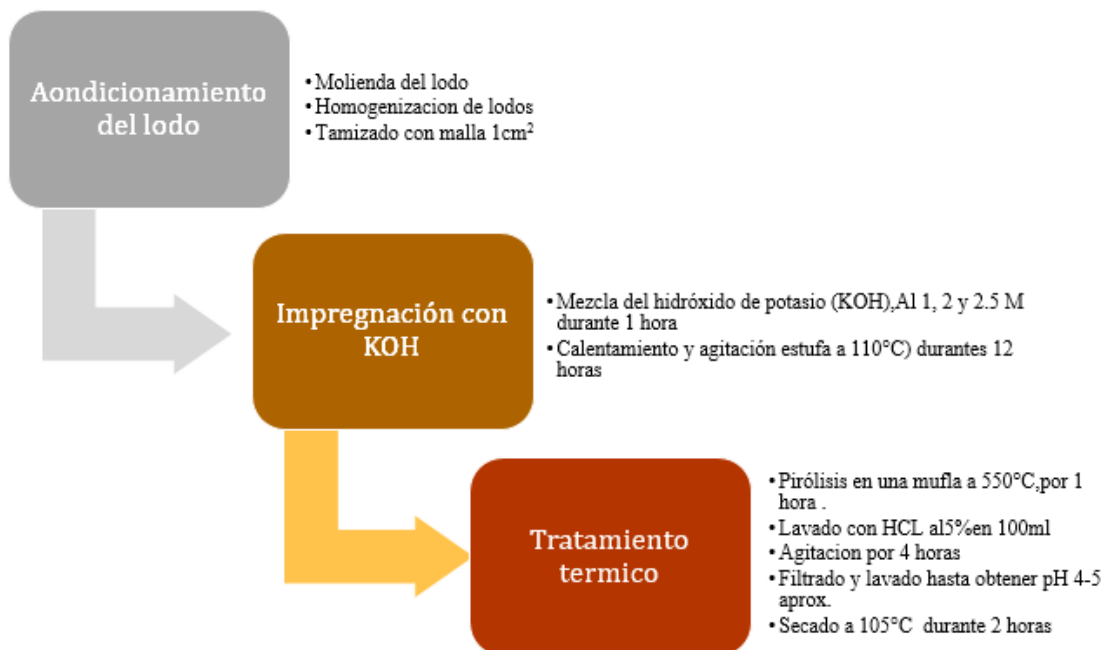 Aondicionamiento
del lodo
•Molienda del lodo
•Homogenizacion de lodos
•Tamizado con malla 1cm²
Impregnación con
KOH
•Mezcla del hidróxido de potasio (KOH),Al 1, 2 y 2.5 M
durante 1 hora
•Calentamiento y agitación estufa a 110°C) durantes 12
horas
Tratamiento
termico
•Pirólisis en una mufla a 550°C,por 1
hora .
•Lavado con HCL al5%en 100ml
•Agitacion por 4 horas
•Filtrado y lavado hasta obtener pH 4-5
aprox.
•Secado a 105°C durante 2 horas